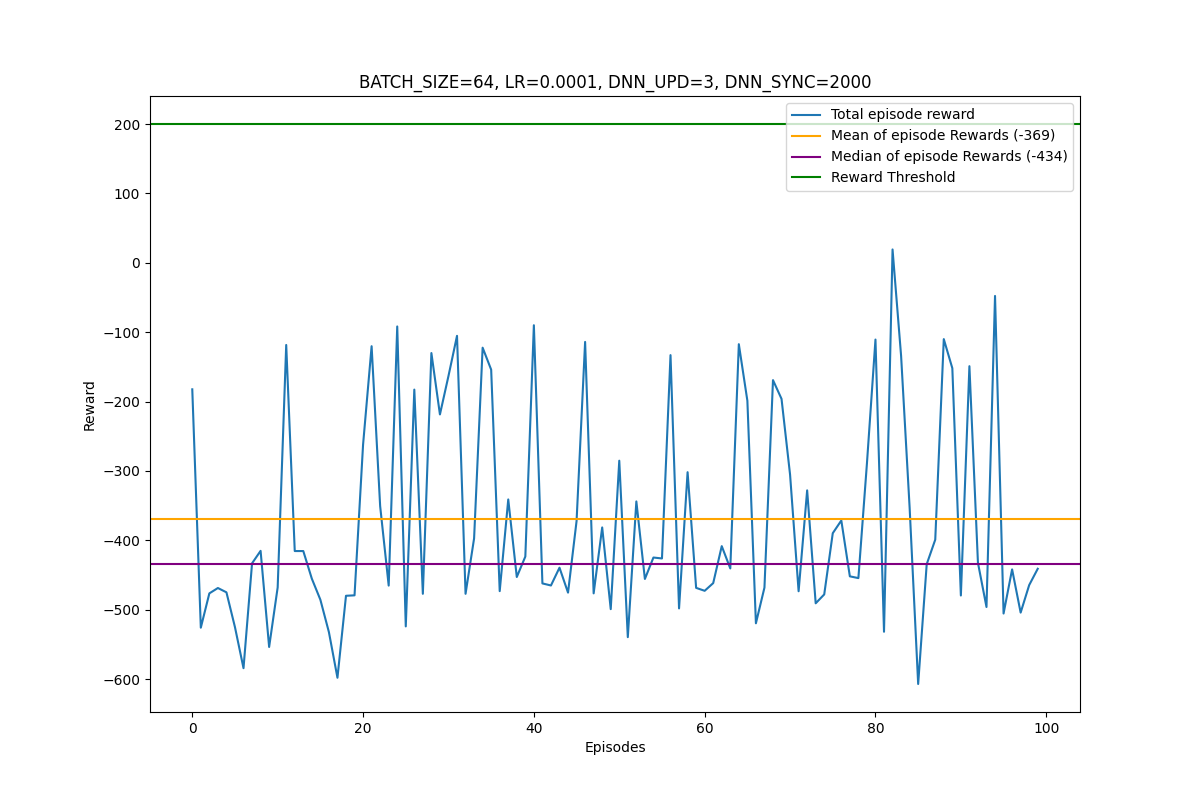 BATCH_SIZE=64, LR=0.0001, DNN_UPD=3, DNN_SYNC=2000
Total episode reward
Mean of episode Rewards (-369)
Median of episode Rewards (-434)
Reward Threshold
200
100
0
−100
−200
−300
−400
−500
−600
Reward
0 20 40 60 80 100
Episodes